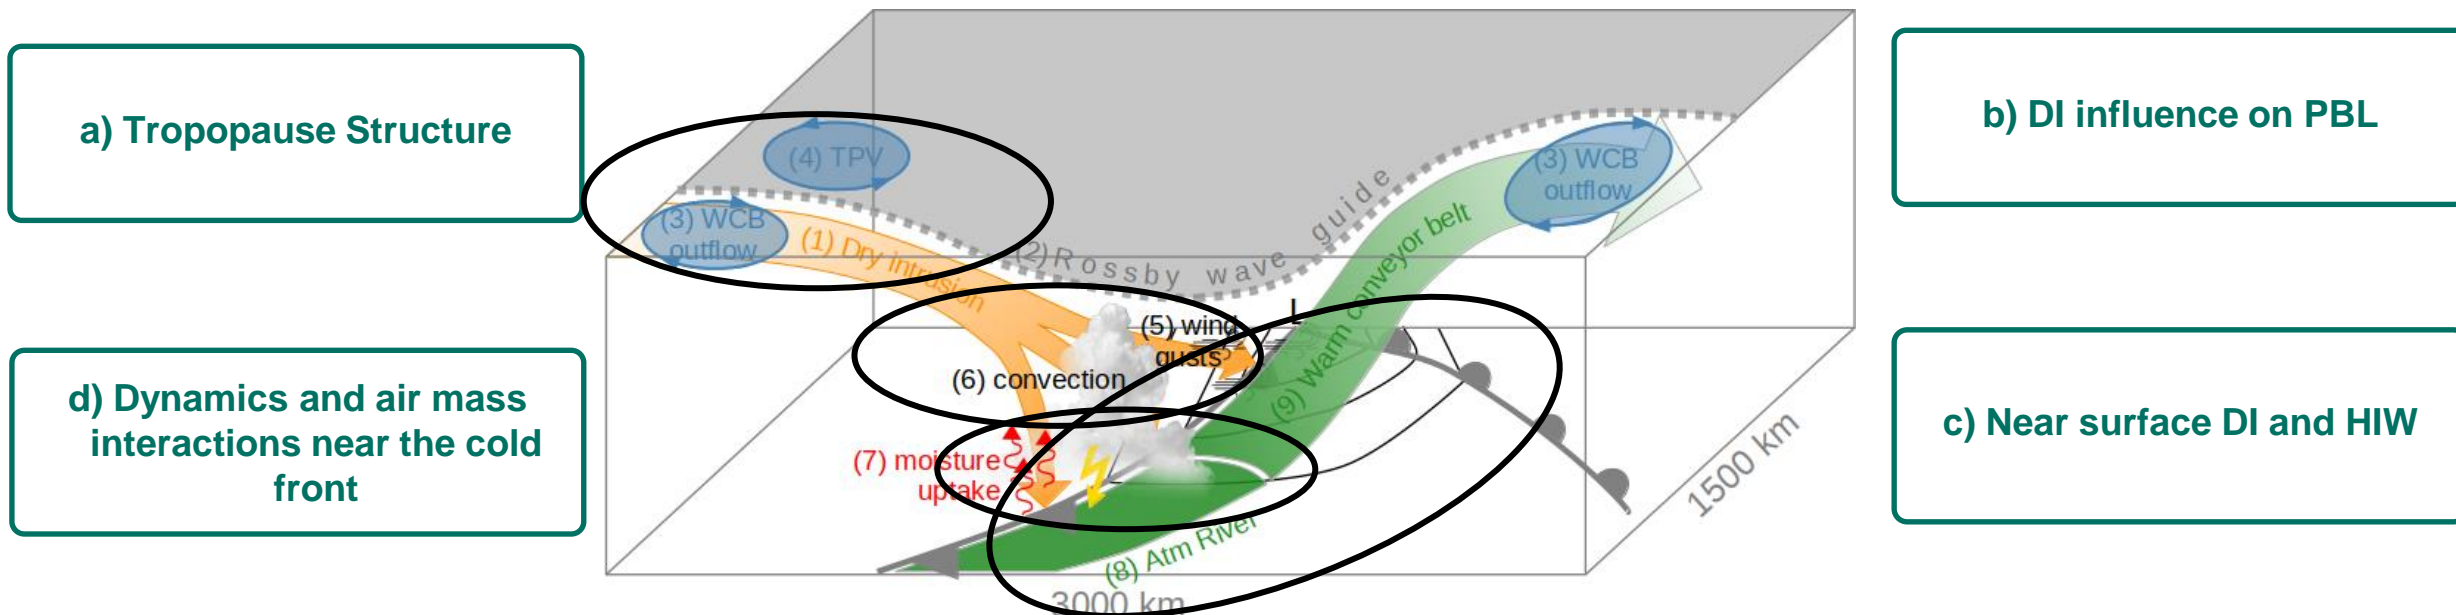 a) Tropopause Structure
b) DI influence on PBL
(4) TPV
(3) WCB
outflow
(3) WCB
outflow
(1) Dry intrusion
(2) Rossby wave guide
(9) Warm conveyor belt
L
(5) wind
gusts
(6) convection
d) Dynamics and air mass
interactions near the cold
front
c) Near surface DI and HIW
(7) moisture
uptake
(8) Atm River
1500 km
3000 km